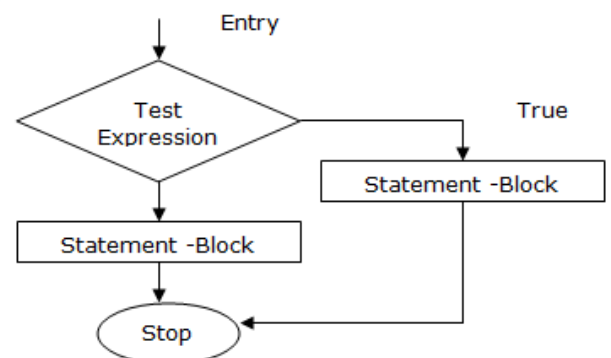 Entry
Test
Expression
True
Statement -Block
Statement -Block
Stop